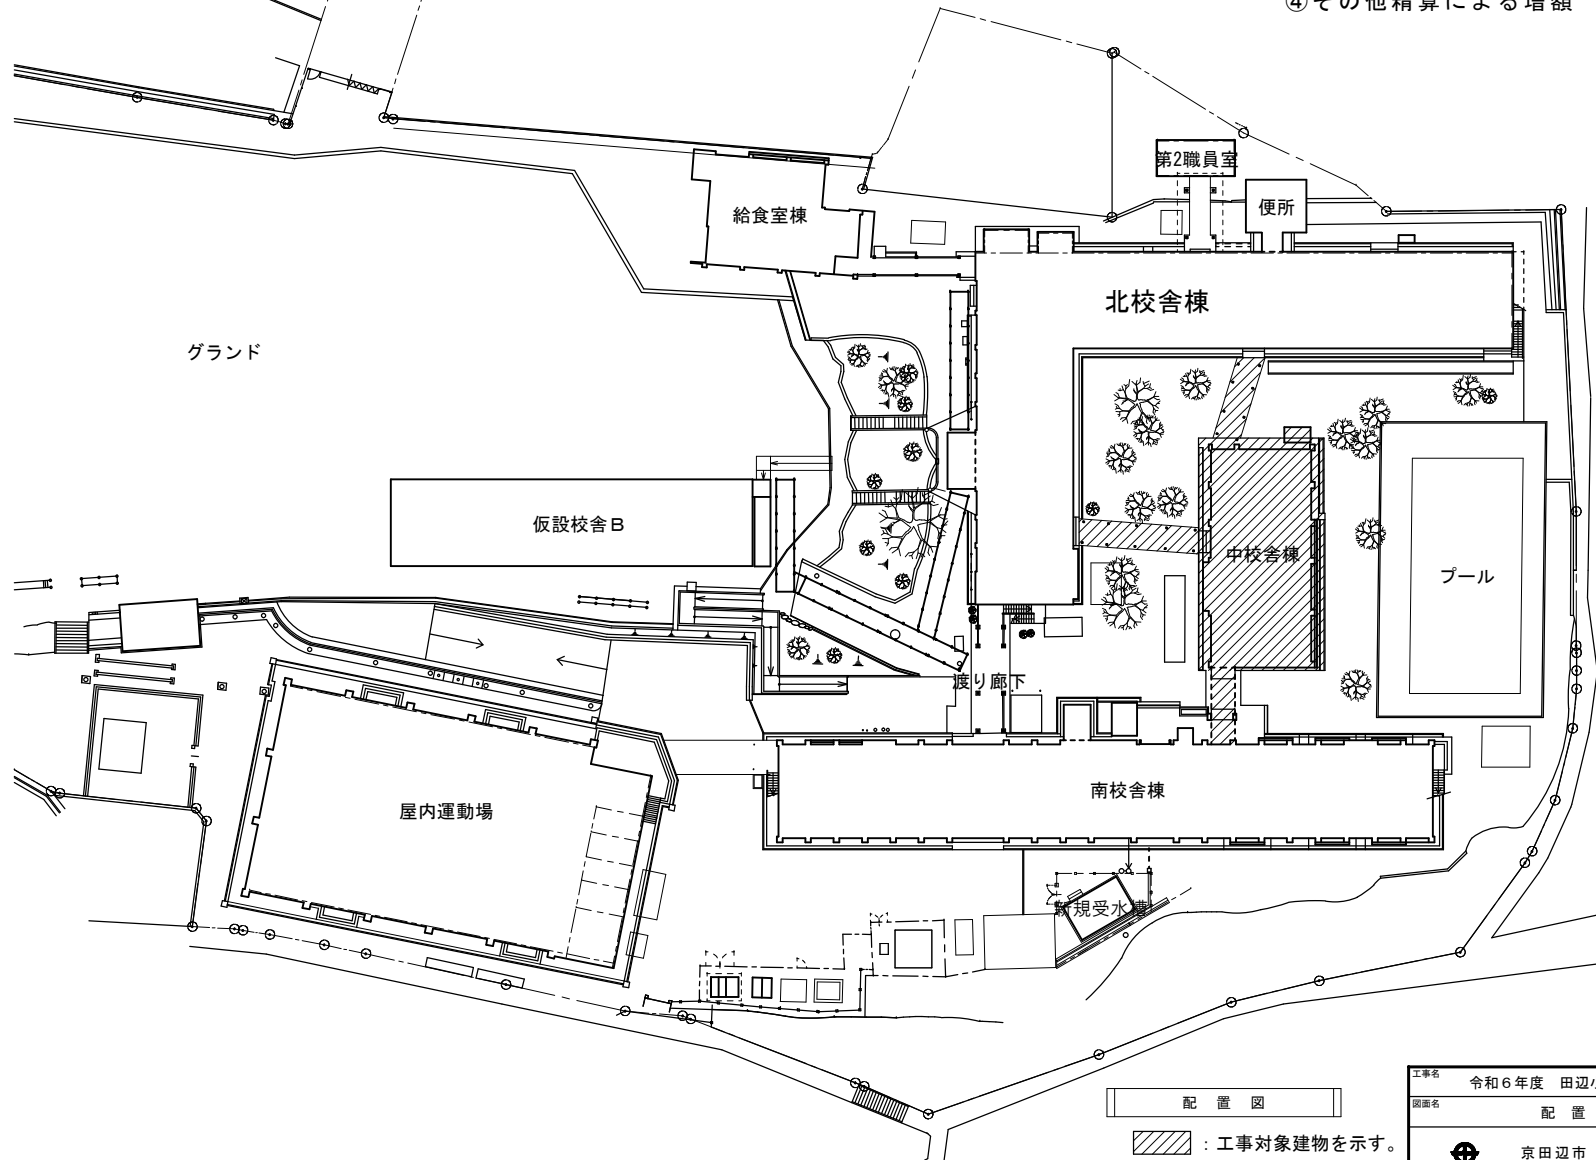 ④その他精算による増額
第2職員室
便所
給食室棟
北校舎棟
グランド
仮設校舎B
中校舎棟
プール
渡り廊下
南校舎棟
屋内運動場
新規受水槽
配 置 図
：工事対象建物を示す。
工事名
令和6年度 田辺小
図面名
配 置
京田辺市